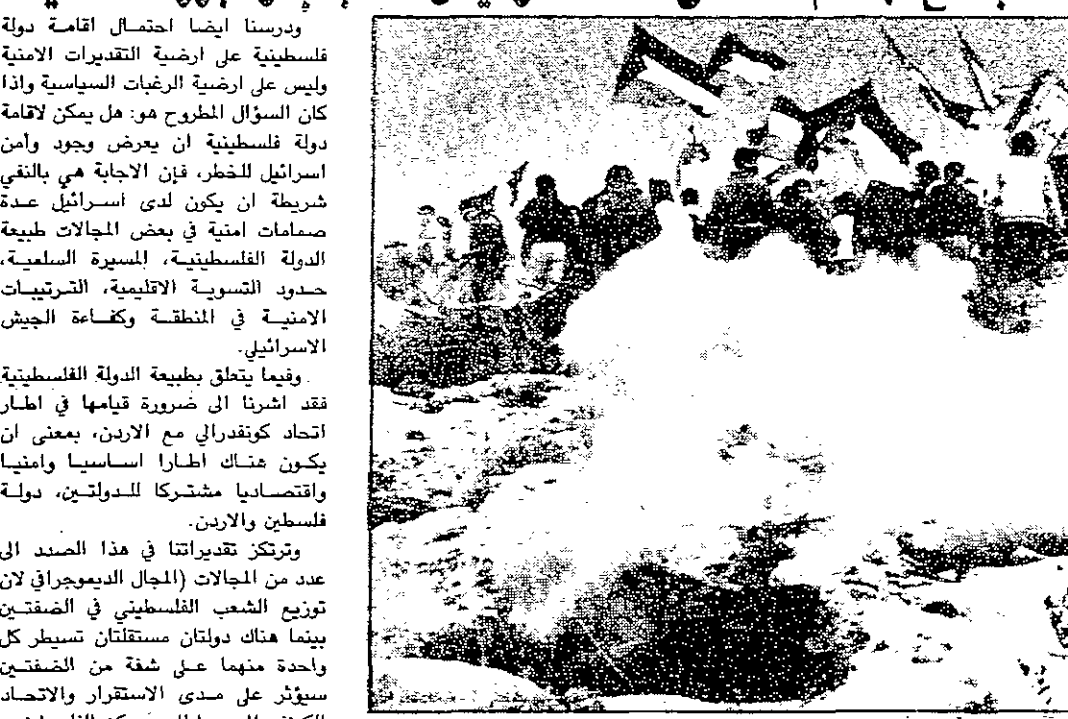 ودرسنا ايضا احتمال اقامة دولة
فلسطينية على ارضية التقديرات الامنية
وليس على ارضية الرغبات السياسية واذا
كان السؤال المطروح هو: هل يمكن لاقامة
دولة فلسطينية ان يعرض وجود وأمن
اسرائيل للخطر، فإن الاجابة هي بالنفي
شريطة ان يكون لدى اسرائيل عدة
صمامات امنية في بعض المجالات طبيعة
الدولة الفلسطينية، المسيرة السلعية،
حدود التسوية الاقليمية، الترتيبات
الامنية في المنطقة وكفاءة الجيش
الاسرائيلي.
وفيما يتعلق بطبيعة الدولة الفلسطينية
فقد اشرنا الى ضرورة قيامها في اطار
اتحاد كونفدرالي مع الاردن، بمعنى ان
يكون هناك اطارا اساسيا وامنيا
واقتصاديا مشتركا للدولتين، دولة
فلسطين والاردن.
وترتكز تقديراتنا في هذا الصدد الى
عدد من المجالات (المجال الديموجرافي لان
توزيع الشعب الفلسطيني في الضفتين
بينما هناك دولتان مستقلتان تسيطر كل
واحدة منهما على شفة من الضفتين
سيؤثر على مدى الاستقرار والاتحاد